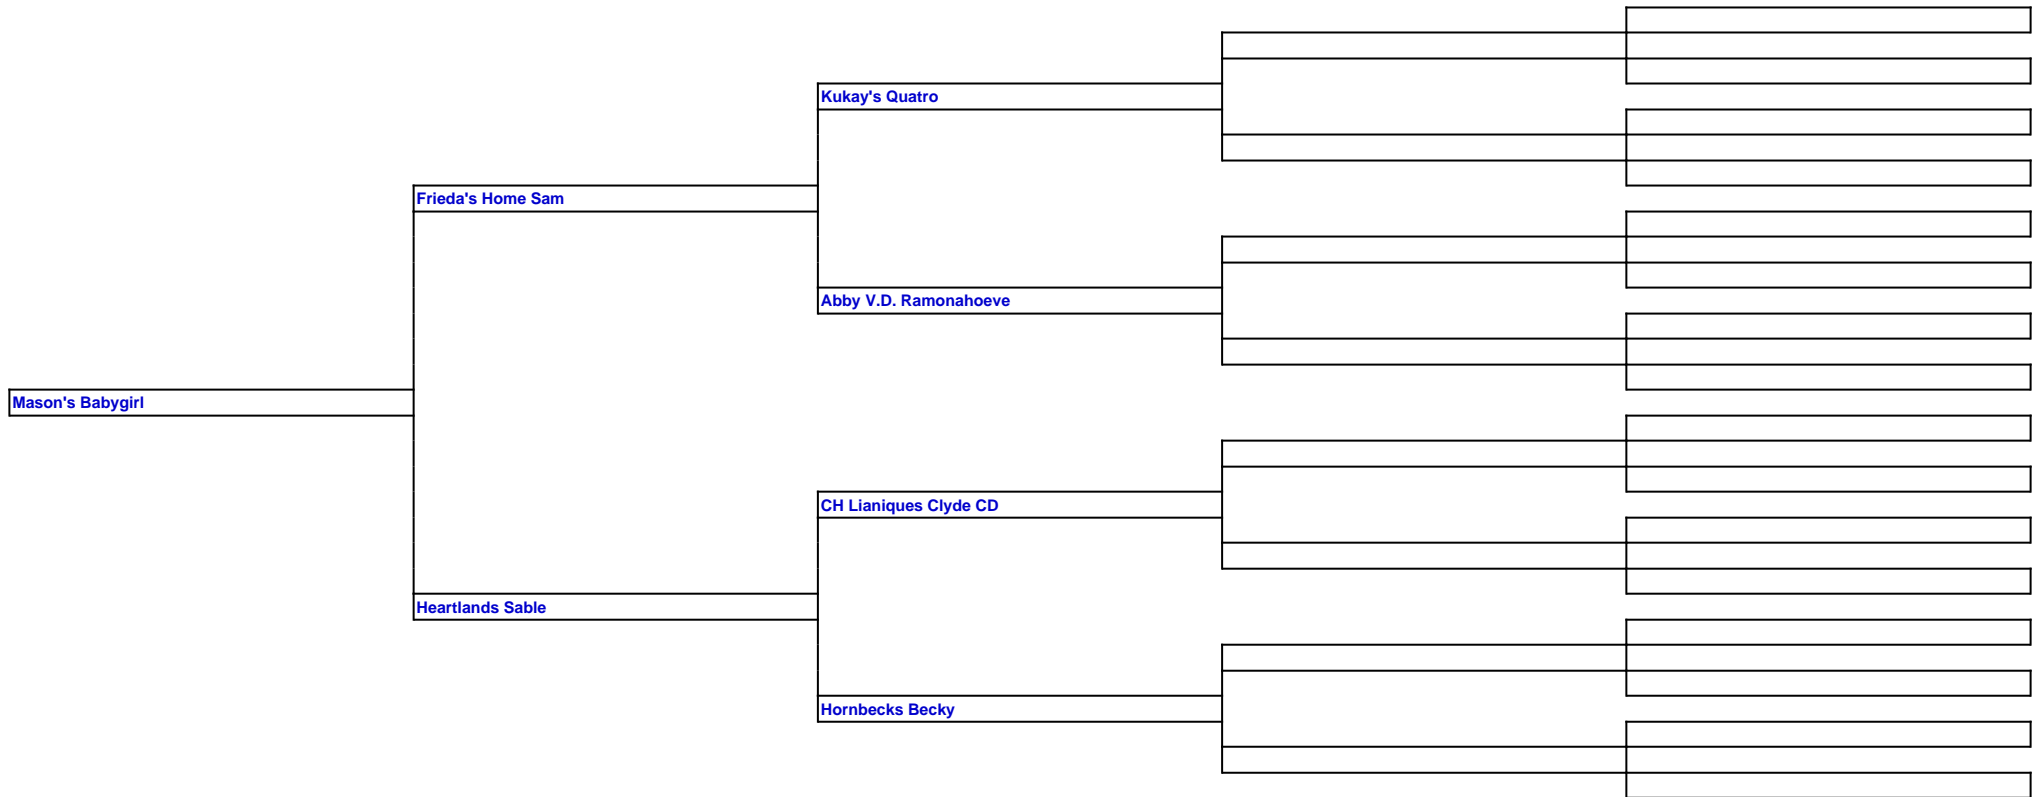 Kukay's Quatro
Frieda's Home Sam
Abby V.D. Ramonahoeve
Mason's Babygirl
CH Lianiques Clyde CD
Heartlands Sable
Hornbecks Becky